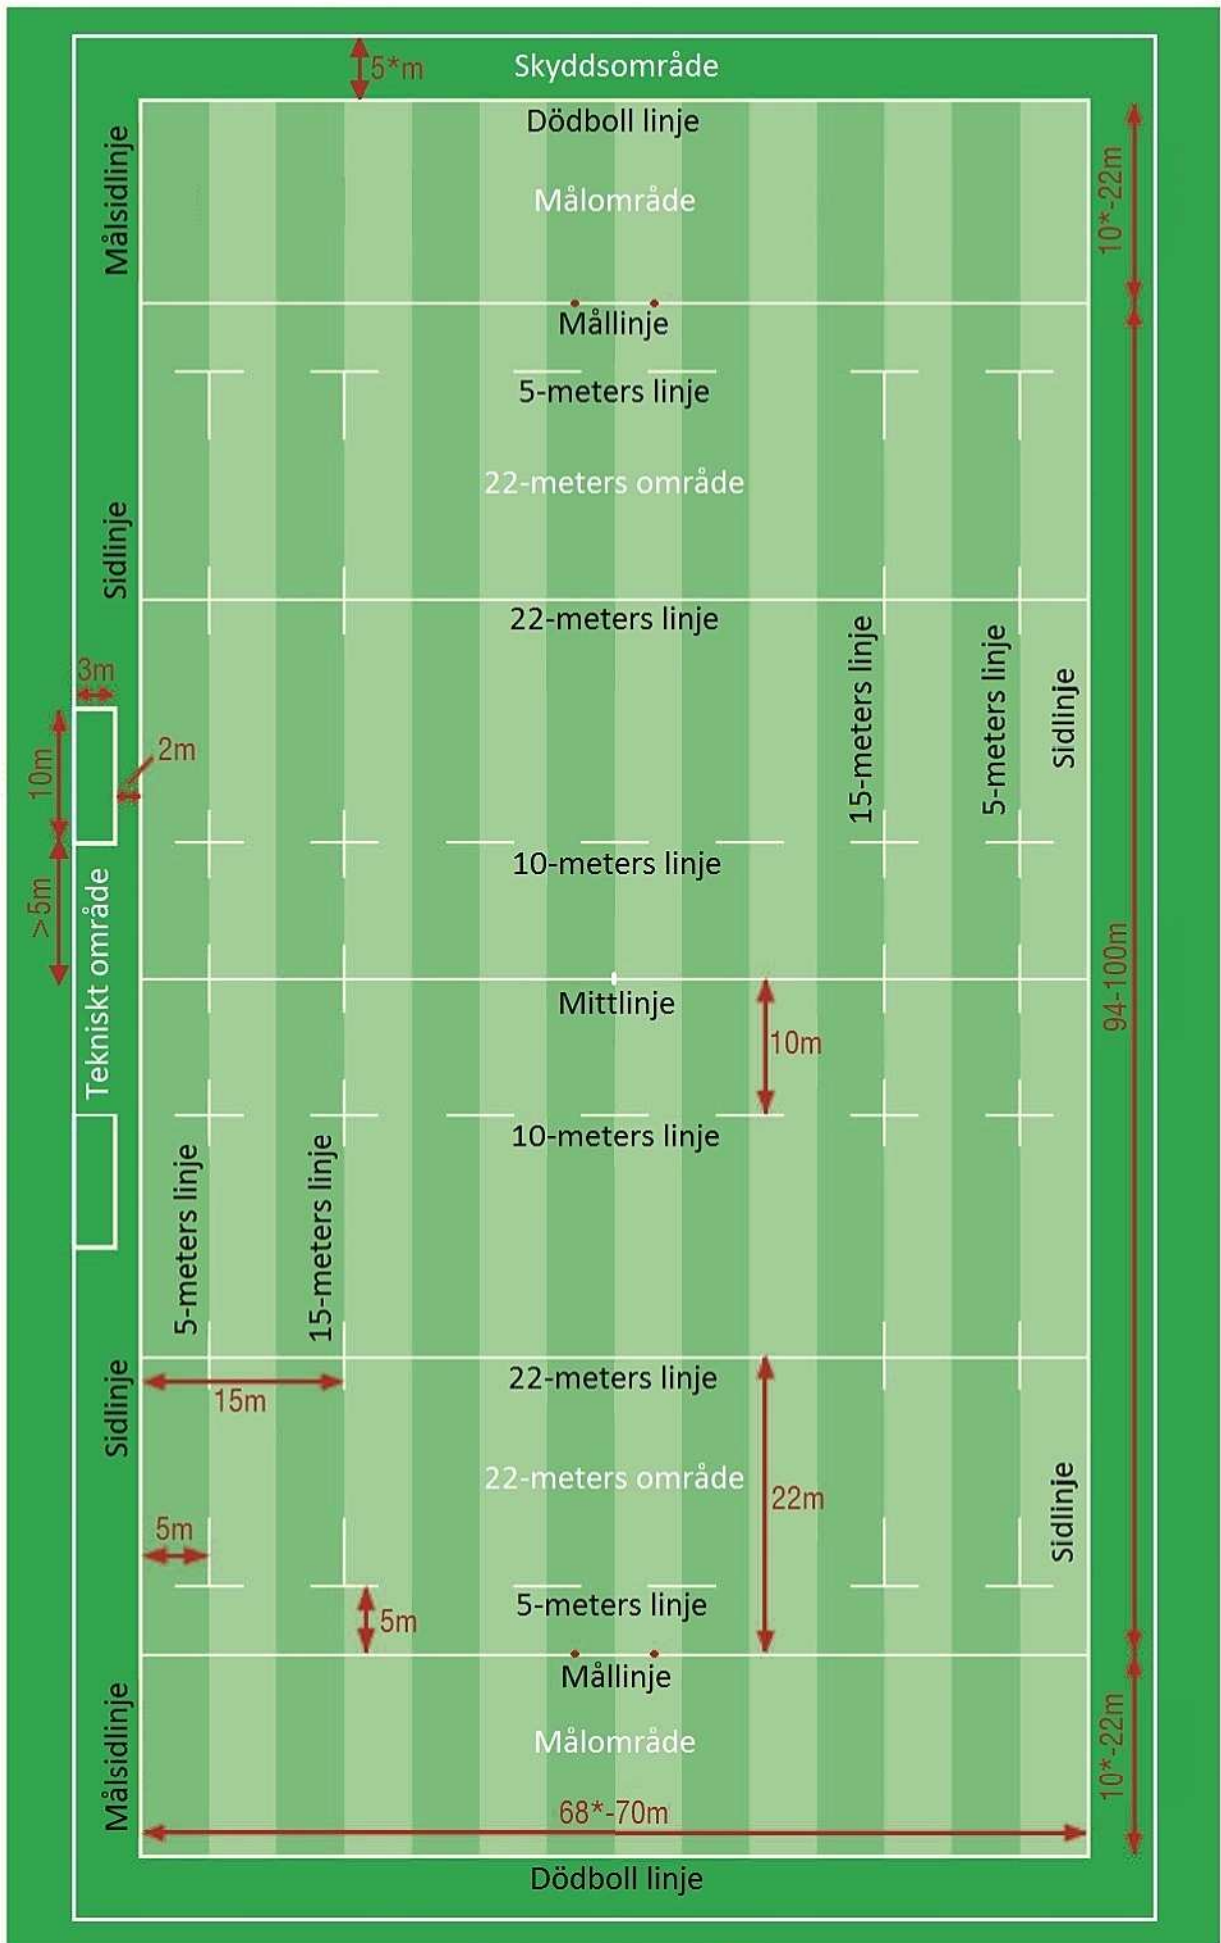 5*m
Skyddsområde
Dödboll linje
Målsidlinje
10*-22m
Målområde
Mållinje
5-meters linje
22-meters område
Sidlinje
22-meters linje
15-meters linje
5-meters linje
Sidlinje
3m
10m
2m
10-meters linje
>5m
Tekniskt område
94-100m
Mittlinje
10m
10-meters linje
5-meters linje
15-meters linje
22-meters linje
Sidlinje
15m
22-meters område
22m
Sidlinje
5m
5-meters linje
5m
Mållinje
Målsidlinje
Målområde
10*-22m
68*-70m
Dödboll linje